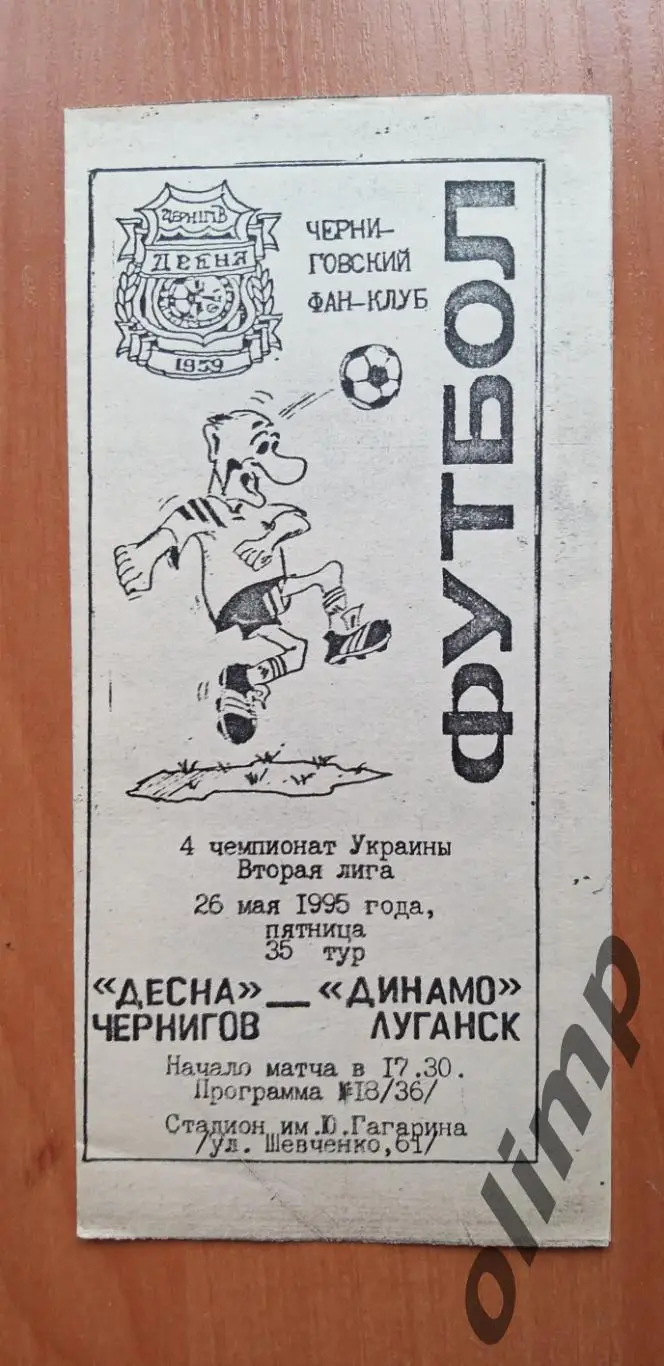 ЧЕРНІГІВ
ДЕСНА
1959
ЧЕРНИ-
ГОВСКИЙ
ФАН-КЛУБ
ФУТБОЛ
4 чемпионат Украины
Вторая лига
26 мая 1995 года,
пятница
35 тур
«ДЕСНА» — «ДИНАМО»
ЧЕРНИГОВ ЛУГАНСК
Начало матча в 17.30.
Программа №18/36/
Стадион им.Ю.Гагарина
/ул. Шевченко,61/
olimp